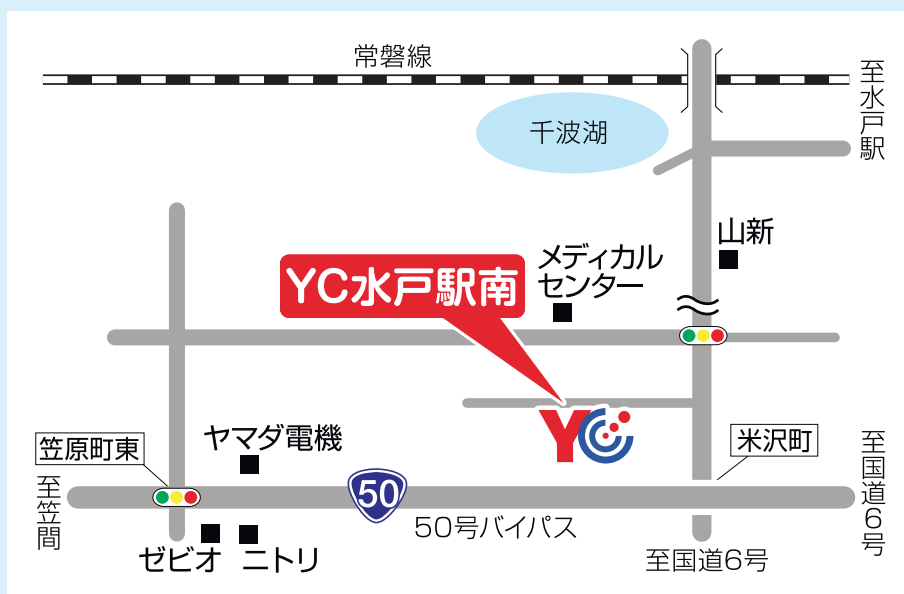 常磐線
至水戸駅
千波湖
山新
メディカル
センター
YC水戸駅南
YC
ヤマダ電機
笠原町東
米沢町
至笠間
50
50号バイパス
至国道6号
ゼビオ
ニトリ
至国道6号